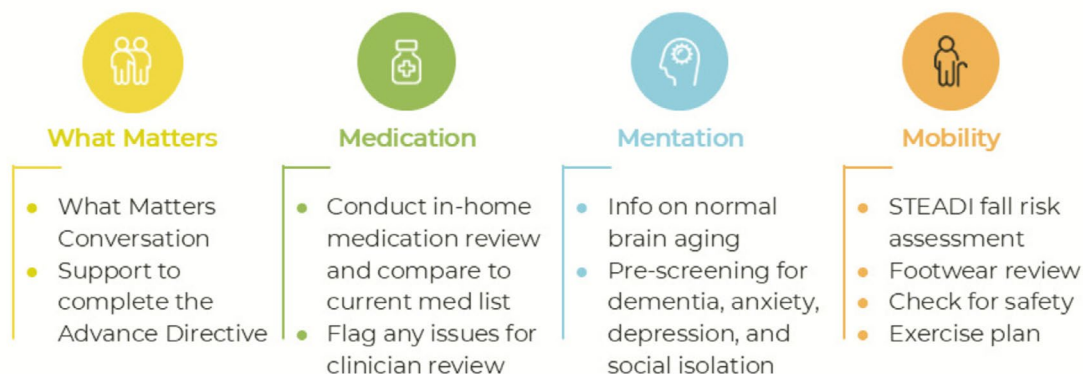 What Matters
What Matters
Conversation
Support to
complete the
Advance Directive
Medication
Conduct in-home
medication review
and compare to
current med list
Flag any issues for
clinician review
Mentation
Info on normal
brain aging
Pre-screening for
dementia, anxiety,
depression, and
social isolation
Mobility
STEADI fall risk
assessment
Footwear review
Check for safety
Exercise plan